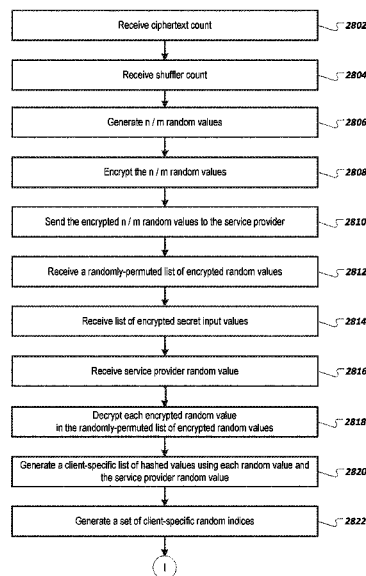 Receive ciphertext count
2802
Receive shuffler count
2804
Generate n / m random values
2806
Encrypt the n / m random values
2808
Send the encrypted n / m random values to the service provider
2810
Receive a randomly-permuted list of encrypted random values
2812
Receive list of encrypted secret input values
2814
Receive service provider random value
2816
Decrypt each encrypted random value
in the randomly-permuted list of encrypted random values
2818
Generate a client-specific list of hashed values using each random value and
the service provider random value
2820
Generate a set of client-specific random indices
2822
I